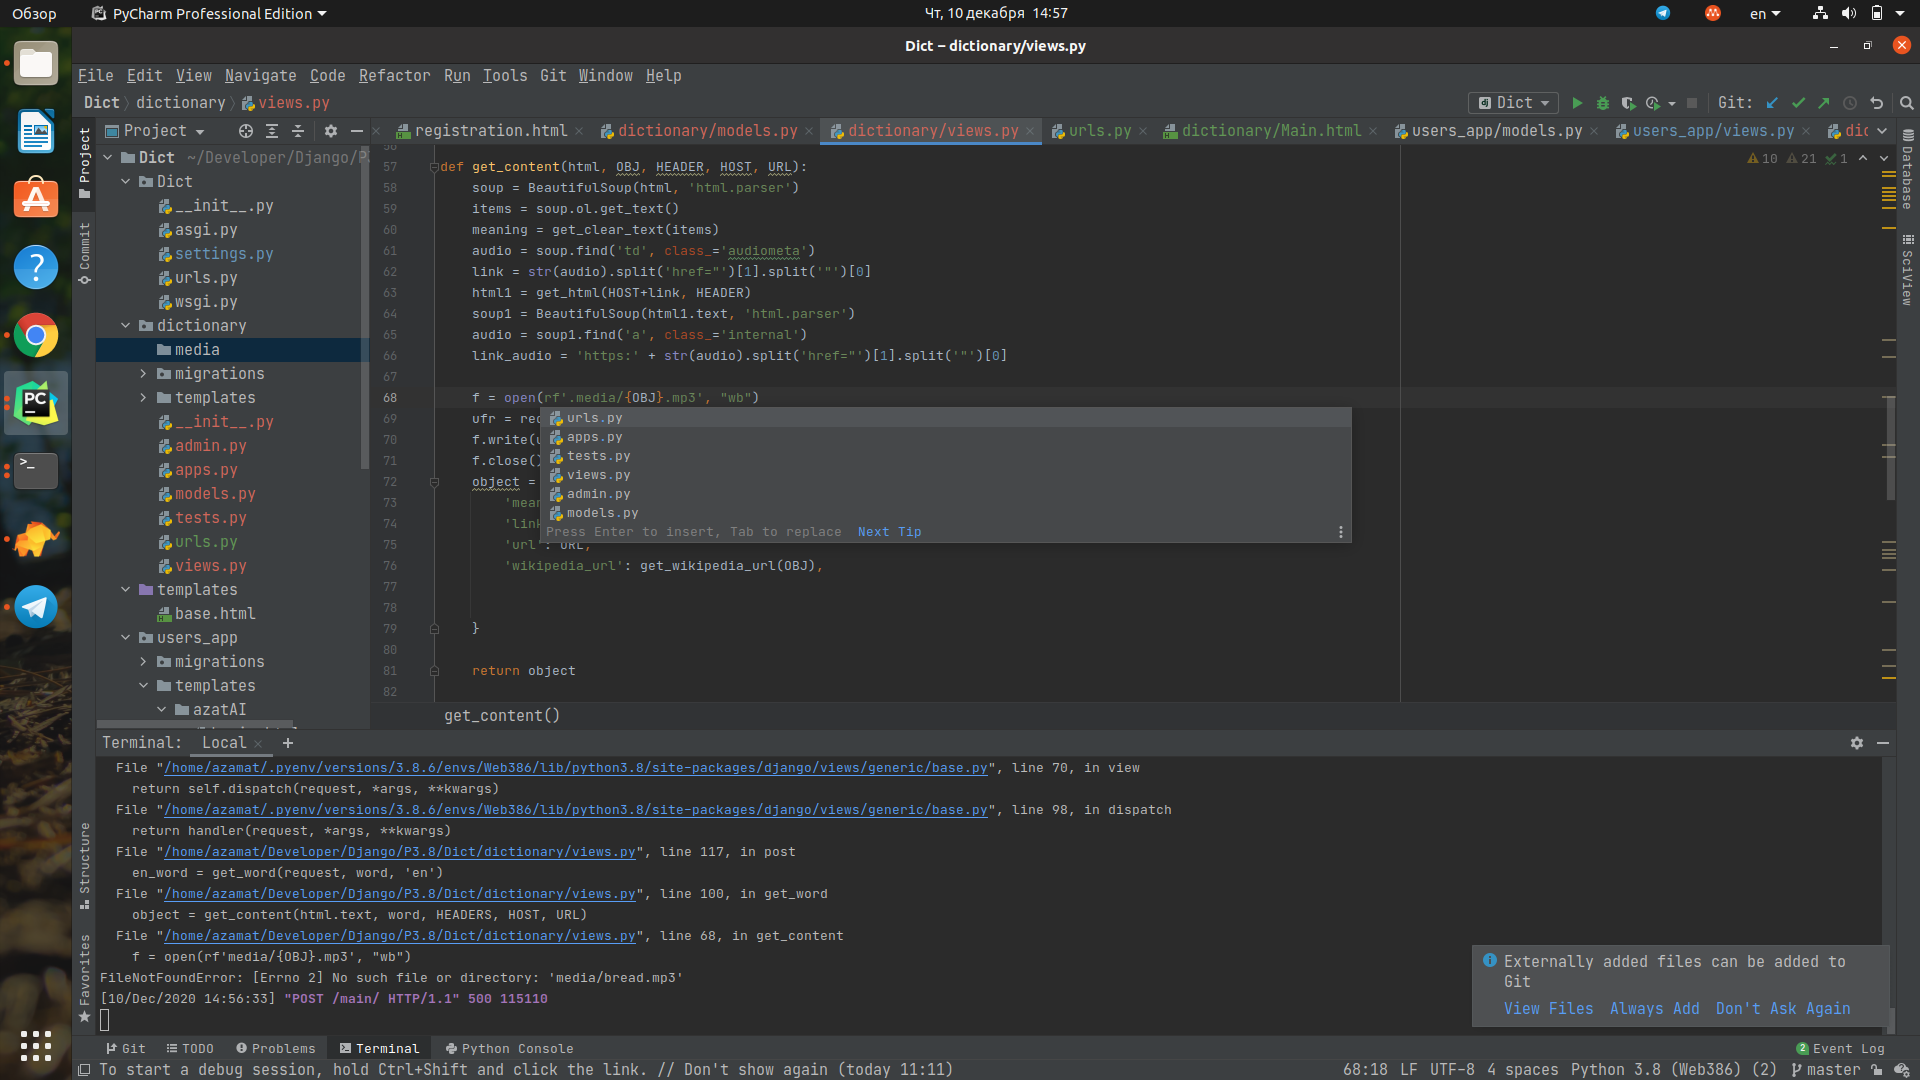 Обзор
PyCharm Professional Edition
Чт, 10 декабря 14:57
en
Dict – dictionary/views.py
File Edit View Navigate Code Refactor Run Tools Git Window Help
Dict dictionary views.py
Dict
Git:
Project
registration.html
dictionary/models.py
dictionary/views.py
urls.py
dictionary/Main.html
users_app/models.py
users_app/views.py
dic
Project
Commit
Structure
Favorites
Database
SciView
Dict ~/Developer/Django/P3
Dict
__init__.py
asgi.py
settings.py
urls.py
wsgi.py
dictionary
media
migrations
templates
__init__.py
admin.py
apps.py
models.py
tests.py
urls.py
views.py
templates
base.html
users_app
migrations
templates
azatAI
10 21 1
56
57 def get_content(html, OBJ, HEADER, HOST, URL):
58 soup = BeautifulSoup(html, 'html.parser')
59 items = soup.ol.get_text()
60 meaning = get_clear_text(items)
61 audio = soup.find('td', class_='audiometa')
62 link = str(audio).split('href="')[1].split('"')[0]
63 html1 = get_html(HOST+link, HEADER)
64 soup1 = BeautifulSoup(html1.text, 'html.parser')
65 audio = soup1.find('a', class_='internal')
66 link_audio = 'https:' + str(audio).split('href="')[1].split('"')[0]
67
68 f = open(rf'.media/{OBJ}.mp3', "wb")
69 ufr = req
70 f.write(u
71 f.close()
72 object =
73 'mean
74 'link
75 'url': URL,
76 'wikipedia_url': get_wikipedia_url(OBJ),
77
78
79 }
80
81 return object
82
urls.py
apps.py
tests.py
views.py
admin.py
models.py
Press Enter to insert, Tab to replace Next Tip
get_content()
Terminal: Local +
File "/home/azamat/.pyenv/versions/3.8.6/envs/Web386/lib/python3.8/site-packages/django/views/generic/base.py", line 70, in view
return self.dispatch(request, *args, **kwargs)
File "/home/azamat/.pyenv/versions/3.8.6/envs/Web386/lib/python3.8/site-packages/django/views/generic/base.py", line 98, in dispatch
return handler(request, *args, **kwargs)
File "/home/azamat/Developer/Django/P3.8/Dict/dictionary/views.py", line 117, in post
en_word = get_word(request, word, 'en')
File "/home/azamat/Developer/Django/P3.8/Dict/dictionary/views.py", line 100, in get_word
object = get_content(html.text, word, HEADERS, HOST, URL)
File "/home/azamat/Developer/Django/P3.8/Dict/dictionary/views.py", line 68, in get_content
f = open(rf'media/{OBJ}.mp3', "wb")
FileNotFoundError: [Errno 2] No such file or directory: 'media/bread.mp3'
[10/Dec/2020 14:56:33] "POST /main/ HTTP/1.1" 500 115110
Externally added files can be added to
Git
View Files Always Add Don't Ask Again
Git TODO Problems Terminal Python Console
2 Event Log
To start a debug session, hold Ctrl+Shift and click the link. // Don't show again (today 11:11)
68:18 LF UTF-8 4 spaces Python 3.8 (Web386) (2) master